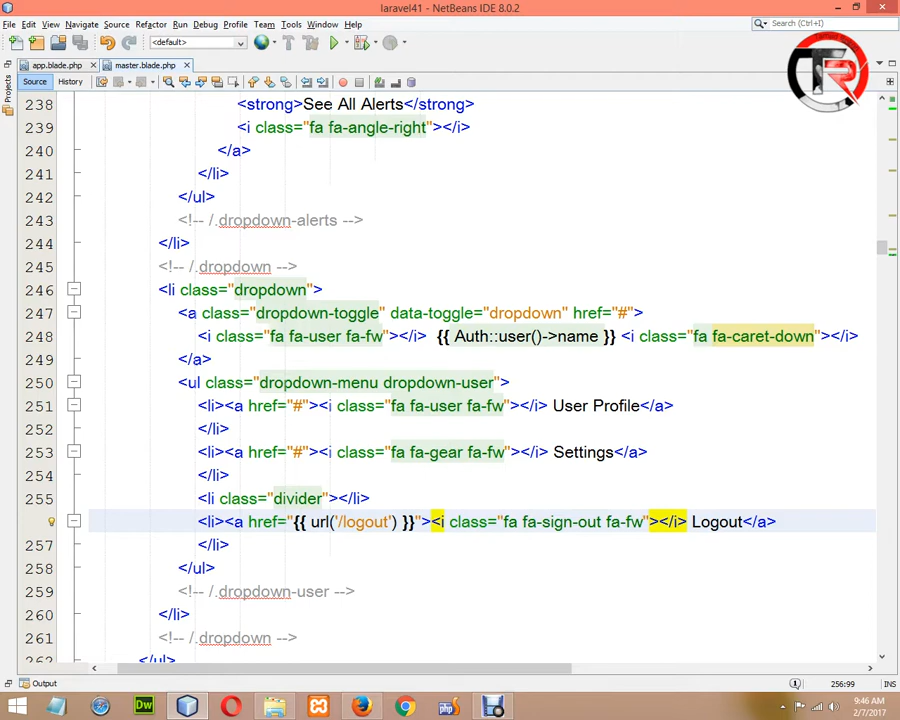 laravel41 - NetBeans IDE 8.0.2
File Edit View Navigate Source Refactor Run Debug Profile Team Tools Window Help
Search (Ctrl+I)
<default>
app.blade.php
master.blade.php
Projects
Source History
TR
238 <strong>See All Alerts</strong>
239 <i class="fa fa-angle-right"></i>
240 </a>
241 </li>
242 </ul>
243 <!-- /.dropdown-alerts -->
244 </li>
245 <!-- /.dropdown -->
246 <li class="dropdown">
247 <a class="dropdown-toggle" data-toggle="dropdown" href="#">
248 <i class="fa fa-user fa-fw"></i> {{ Auth::user()->name }} <i class="fa fa-caret-down"></i>
249 </a>
250 <ul class="dropdown-menu dropdown-user">
251 <li><a href="#"><i class="fa fa-user fa-fw"></i> User Profile</a>
252 </li>
253 <li><a href="#"><i class="fa fa-gear fa-fw"></i> Settings</a>
254 </li>
255 <li class="divider"></li>
<li><a href="{{ url('/logout') }}"><i class="fa fa-sign-out fa-fw"></i> Logout</a>
257 </li>
258 </ul>
259 <!-- /.dropdown-user -->
260 </li>
261 <!-- /.dropdown -->
262 </ul>
Output
256:99 INS
Dw
php
9:46 AM
2/7/2017